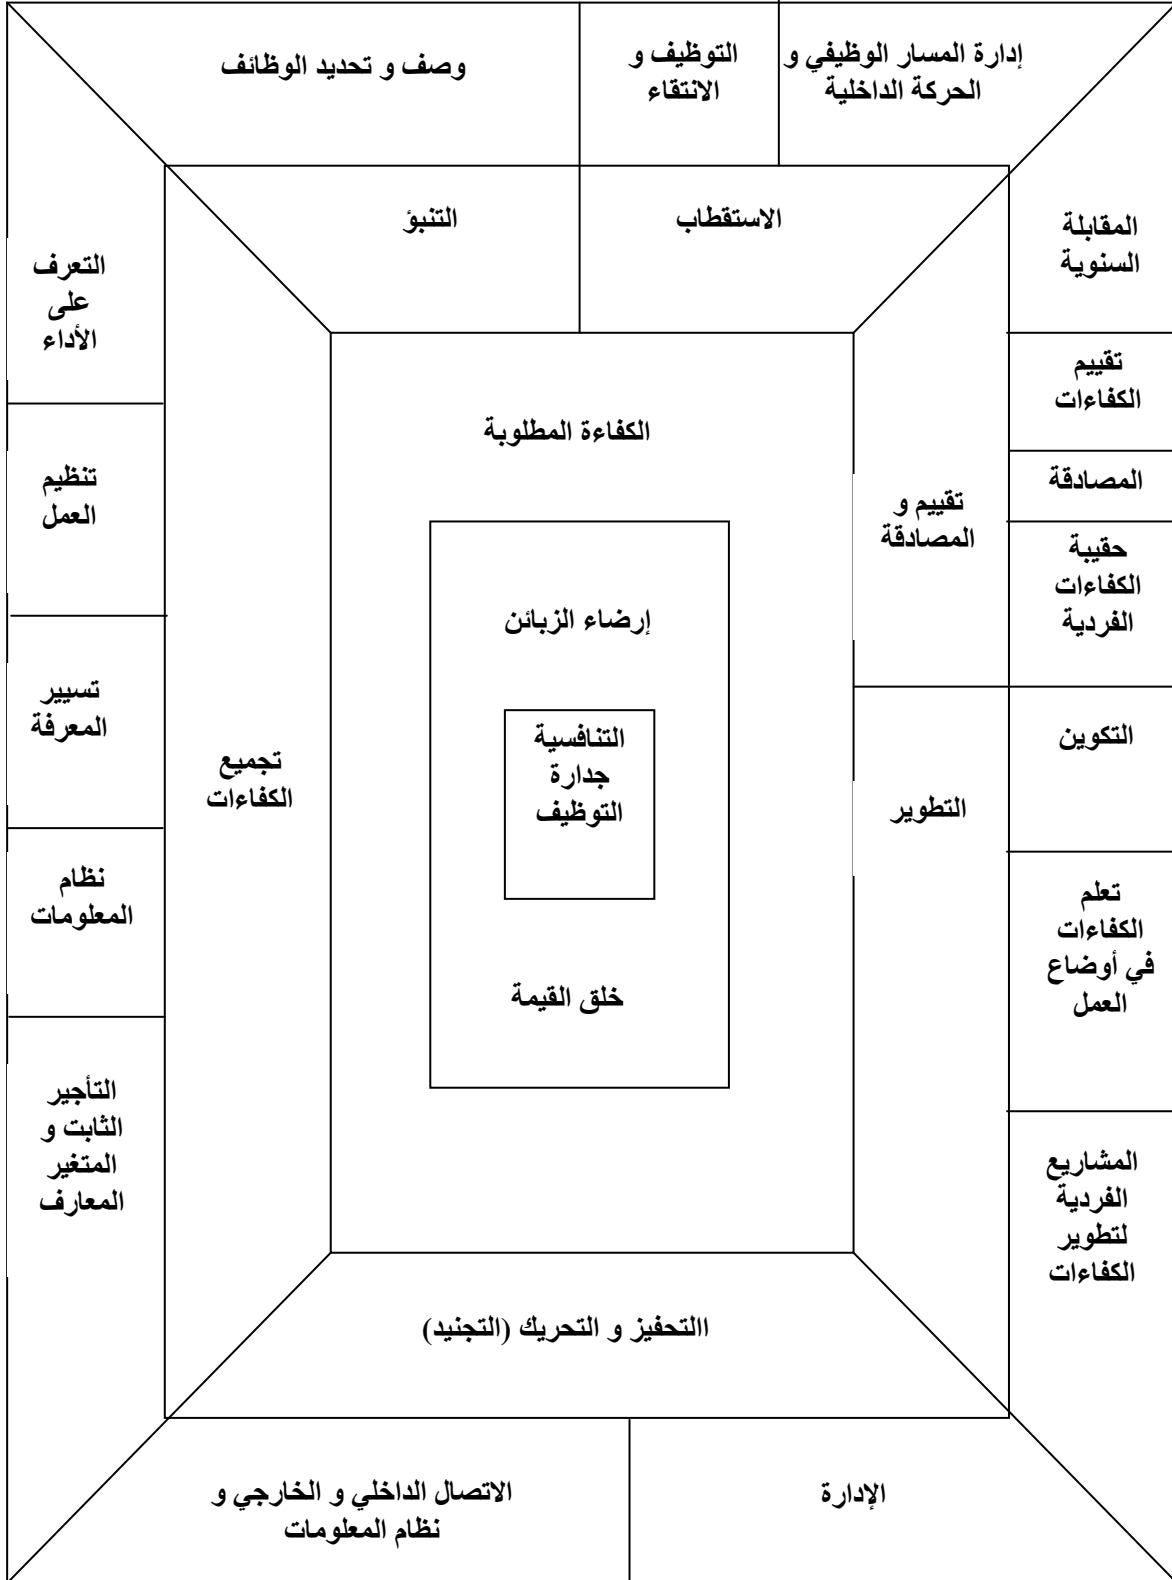 إدارة المسار الوظيفي و
الحركة الداخلية
التوظيف و
الانتقاء
وصف و تحديد الوظائف
الاستقطاب
التنبؤ
المقابلة
السنوية
تقييم
الكفاءات
المصادقة
حقيبة
الكفاءات
الفردية
التكوين
تعلم
الكفاءات
في أوضاع
العمل
المشاريع
الفردية
لتطوير
الكفاءات
تقييم و
المصادقة
التطوير
الكفاءة المطلوبة
إرضاء الزبائن
التنافسية
جدارة
التوظيف
خلق القيمة
تجميع
الكفاءات
التعرف
على
الأداء
تنظيم
العمل
تسيير
المعرفة
نظام
المعلومات
التأجير
الثابت و
المتغير
المعارف
االتحفيز و التحريك (التجنيد)
الإدارة
الاتصال الداخلي و الخارجي و
نظام المعلومات